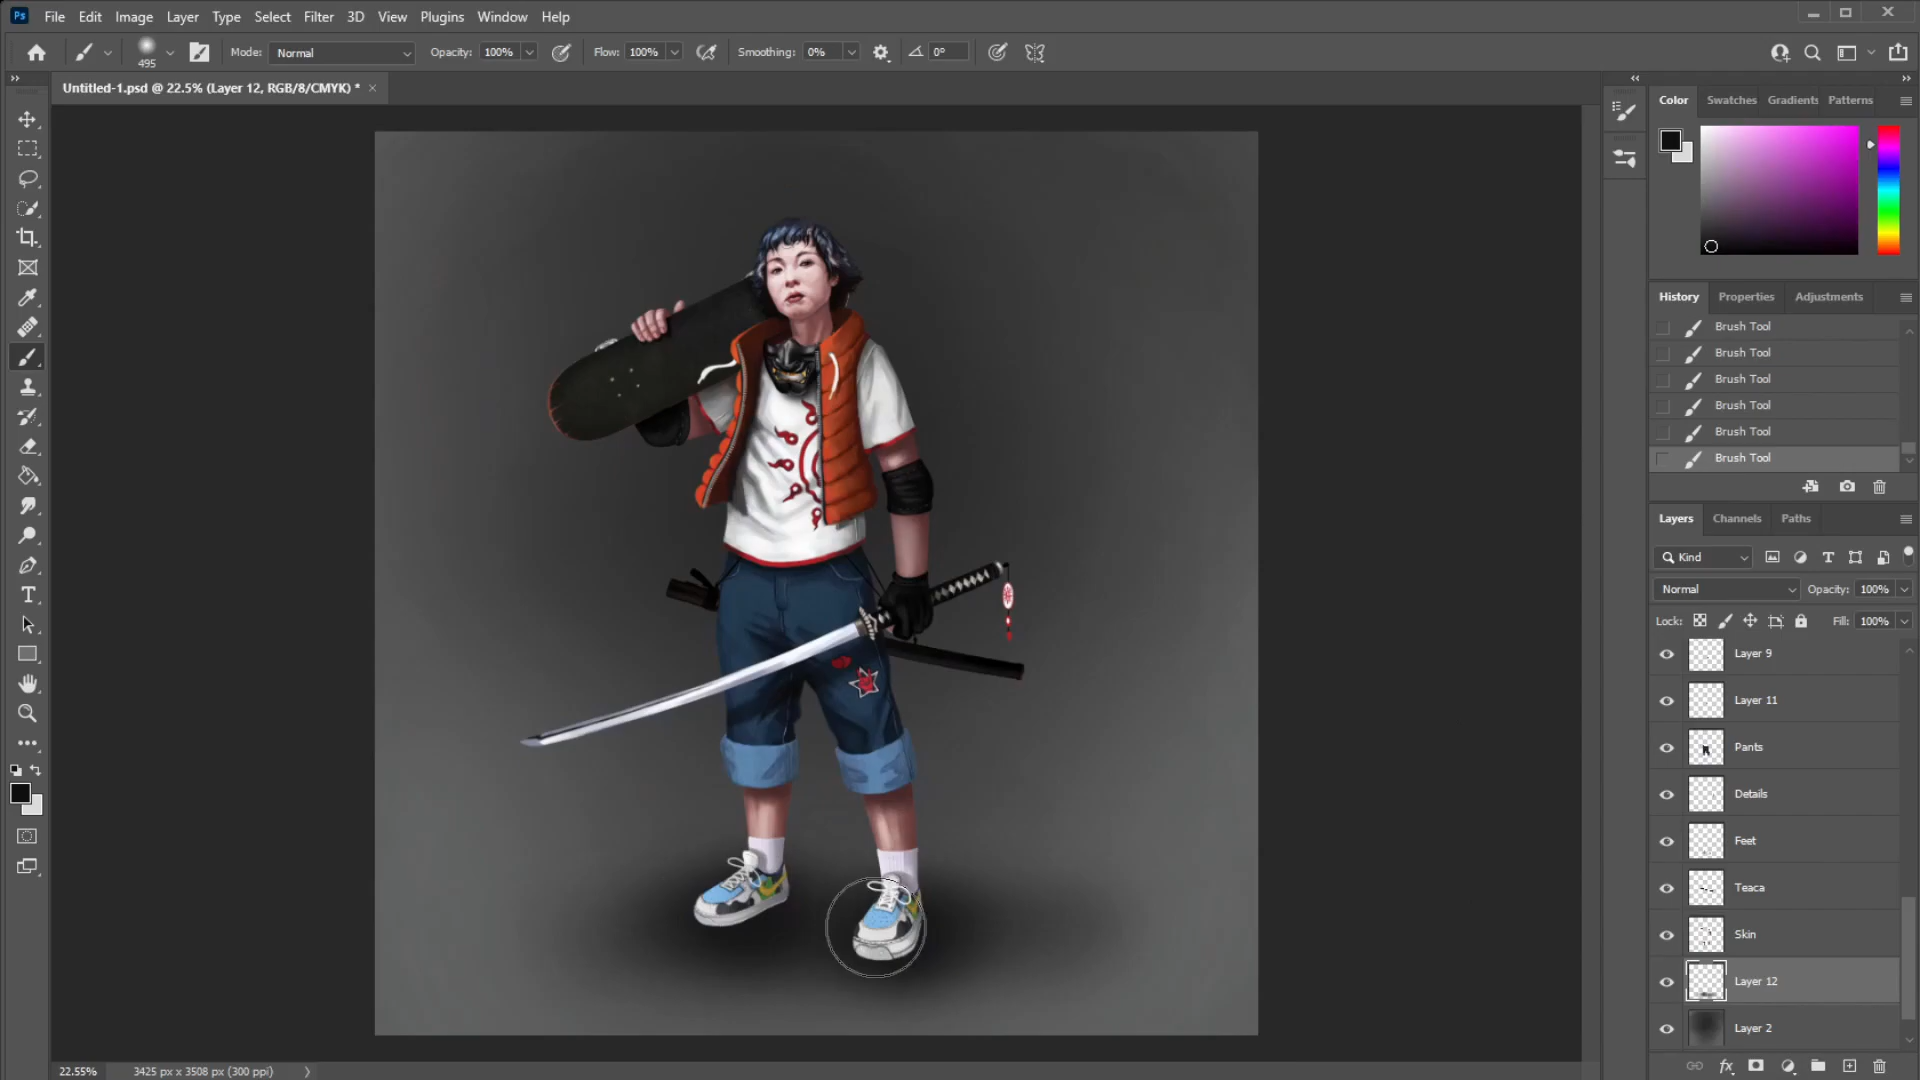 Ps File Edit Image Layer Type Select Filter 3D View Plugins Window Help
495 Mode: Normal Opacity: 100% Flow: 100% Smoothing: 0% 0°
Untitled-1.psd @ 22.5% (Layer 12, RGB/8/CMYK) *
Color Swatches Gradients Patterns
History Properties Adjustments
Brush Tool
Brush Tool
Brush Tool
Brush Tool
Brush Tool
Brush Tool
Layers Channels Paths
Kind
Normal Opacity: 100%
Lock: Fill: 100%
Layer 9
Layer 11
Pants
Details
Feet
Teaca
Skin
Layer 12
Layer 2
22.55% 3425 px x 3508 px (300 ppi)